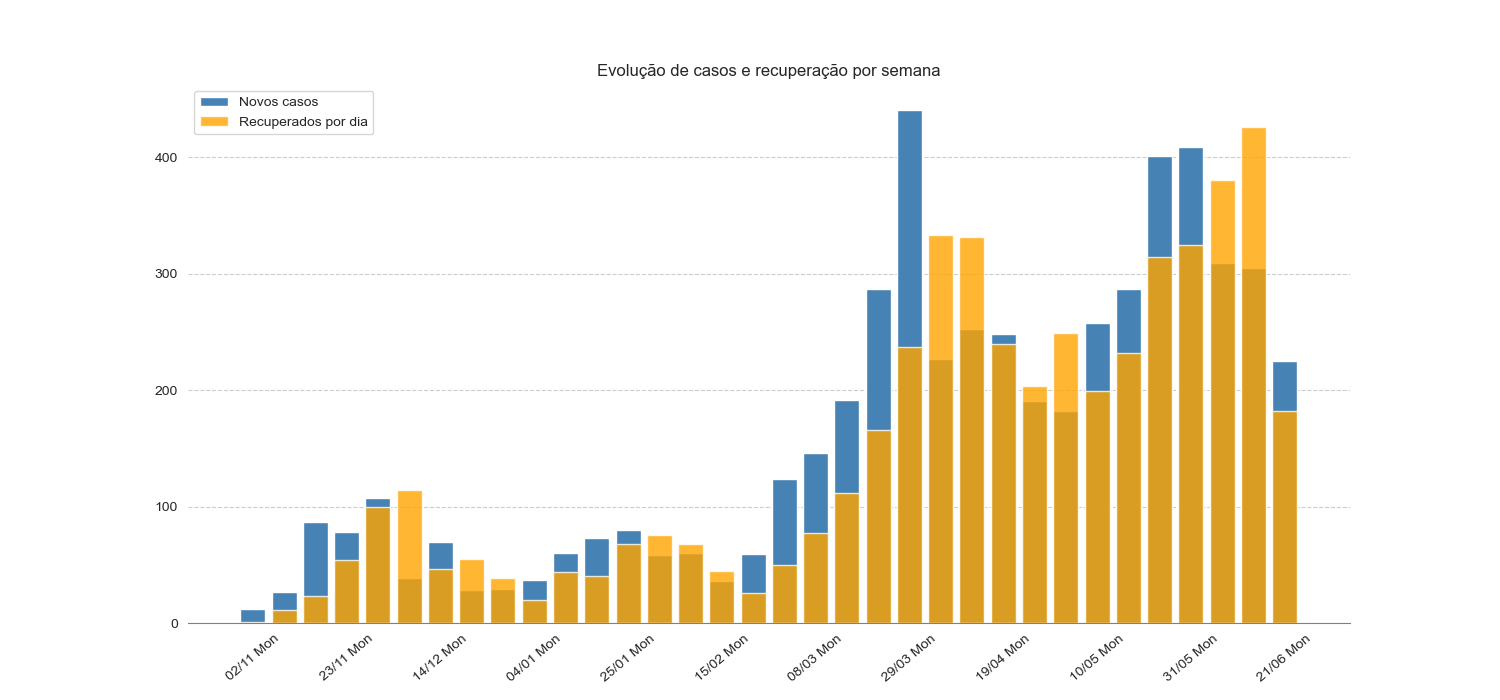 Evolução de casos e recuperação por semana
Novos casos
Recuperados por dia
400
300
200
100
0
02/11 Mon
23/11 Mon
14/12 Mon
04/01 Mon
25/01 Mon
15/02 Mon
08/03 Mon
29/03 Mon
19/04 Mon
10/05 Mon
31/05 Mon
21/06 Mon